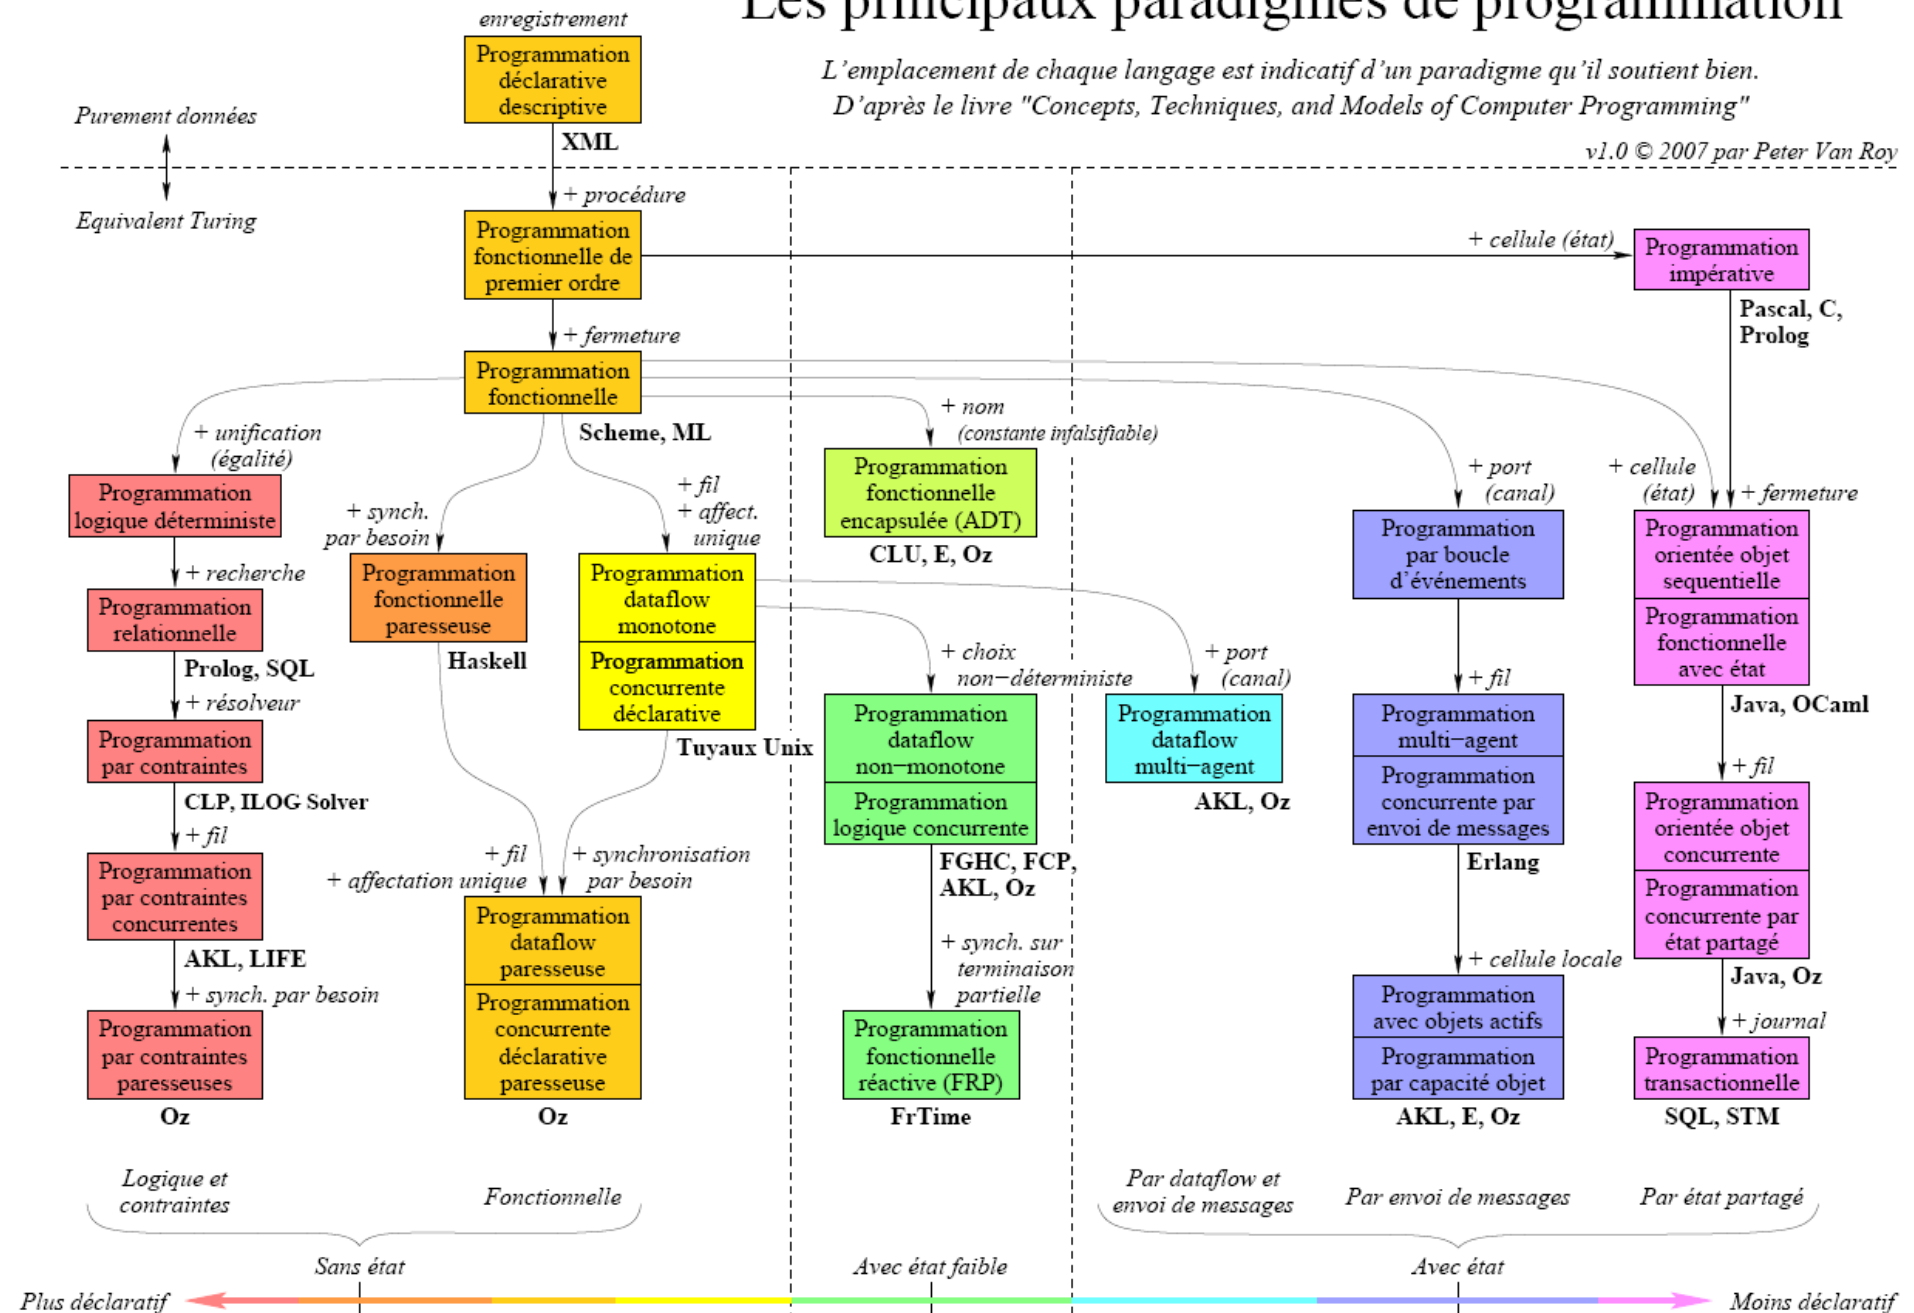 Les principaux paradigmes de programmation
enregistrement
Programmation
déclarative
descriptive
XML
L'emplacement de chaque langage est indicatif d'un paradigme qu'il soutient bien.
D'après le livre "Concepts, Techniques, and Models of Computer Programming"
v1.0 © 2007 par Peter Van Roy
Purement données
Equivalent Turing
+ procédure
Programmation
fonctionnelle de
premier ordre
+ cellule (état)
Programmation
impérative
Pascal, C,
Prolog
+ fermeture
Programmation
fonctionnelle
Scheme, ML
+ unification
(égalité)
Programmation
logique déterministe
+ recherche
Programmation
relationnelle
Prolog, SQL
+ résolveur
Programmation
par contraintes
CLP, ILOG Solver
+ fil
Programmation
par contraintes
concurrentes
AKL, LIFE
+ synch. par besoin
Programmation
par contraintes
paresseuses
Oz
+ synch.
par besoin
Programmation
fonctionnelle
paresseuse
Haskell
+ fil
+ affect.
unique
Programmation
dataflow
monotone
Programmation
concurrente
déclarative
Tuyaux Unix
+ fil
+ affectation unique
+ synchronisation
par besoin
Programmation
dataflow
paresseuse
Programmation
concurrente
déclarative
paresseuse
Oz
+ nom
(constante infalsifiable)
Programmation
fonctionnelle
encapsulée (ADT)
CLU, E, Oz
+ choix
non-déterministe
Programmation
dataflow
non-monotone
Programmation
logique concurrente
FGHC, FCP,
AKL, Oz
+ synch. sur
terminaison
partielle
Programmation
fonctionnelle
réactive (FRP)
FrTime
+ port
(canal)
Programmation
dataflow
multi-agent
AKL, Oz
+ port
(canal)
Programmation
par boucle
d'événements
+ fil
Programmation
multi-agent
Programmation
concurrente par
envoi de messages
Erlang
+ cellule locale
Programmation
avec objets actifs
Programmation
par capacité objet
AKL, E, Oz
+ cellule
(état)
+ fermeture
Programmation
orientée objet
sequentielle
Programmation
fonctionnelle
avec état
Java, OCaml
+ fil
Programmation
orientée objet
concurrente
Programmation
concurrente par
état partagé
Java, Oz
+ journal
Programmation
transactionnelle
SQL, STM
Logique et
contraintes
Fonctionnelle
Par dataflow et
envoi de messages
Par envoi de messages
Par état partagé
Sans état
Avec état faible
Avec état
Plus déclaratif
Moins déclaratif